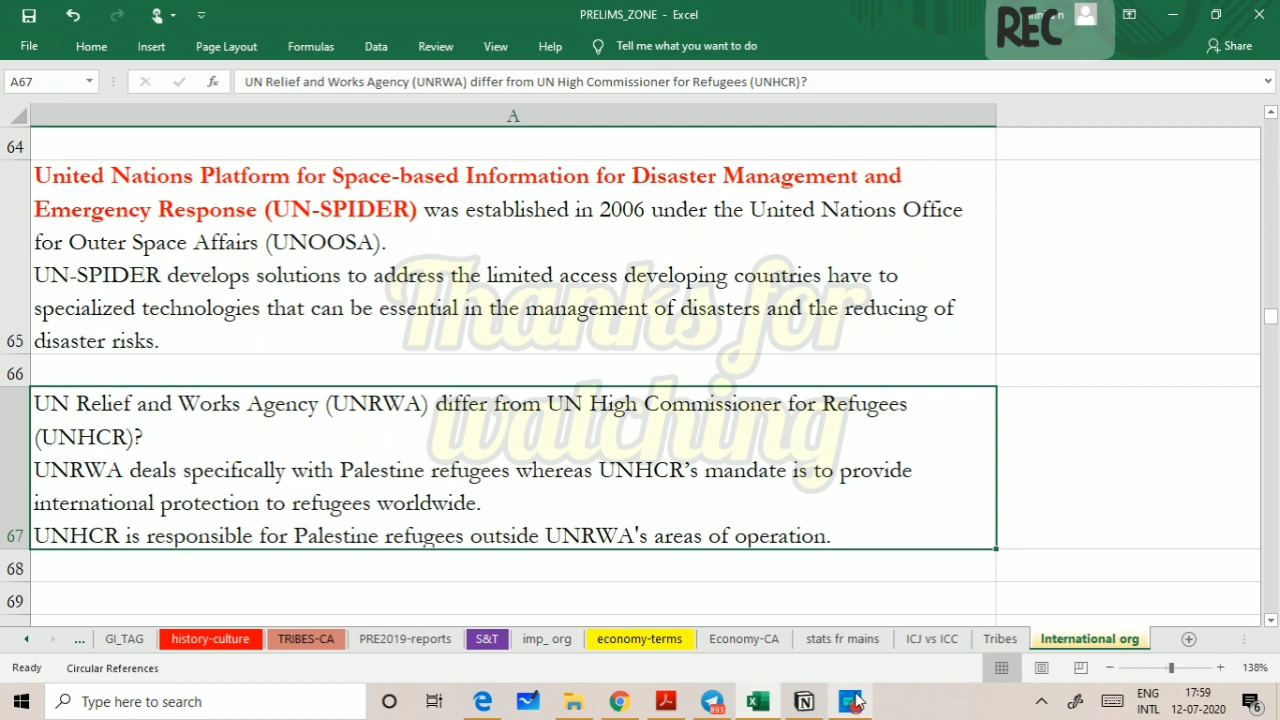 PRELIMS_ZONE - Excel
REC
File Home Insert Page Layout Formulas Data Review View Help Tell me what you want to do Share
A67 fx UN Relief and Works Agency (UNRWA) differ from UN High Commissioner for Refugees (UNHCR)?
A
64
United Nations Platform for Space-based Information for Disaster Management and
Emergency Response (UN-SPIDER) was established in 2006 under the United Nations Office
for Outer Space Affairs (UNOOSA).
UN-SPIDER develops solutions to address the limited access developing countries have to
specialized technologies that can be essential in the management of disasters and the reducing of
65 disaster risks.
Thanks for
watching
66
UN Relief and Works Agency (UNRWA) differ from UN High Commissioner for Refugees
(UNHCR)?
UNRWA deals specifically with Palestine refugees whereas UNHCR's mandate is to provide
international protection to refugees worldwide.
67 UNHCR is responsible for Palestine refugees outside UNRWA's areas of operation.
68
69
... GI_TAG history-culture TRIBES-CA PRE2019-reports S&T imp_ org economy-terms Economy-CA stats fr mains ICJ vs ICC Tribes International org
Ready Circular References 138%
Type here to search 895 ENG 17:59
INTL 12-07-2020 6